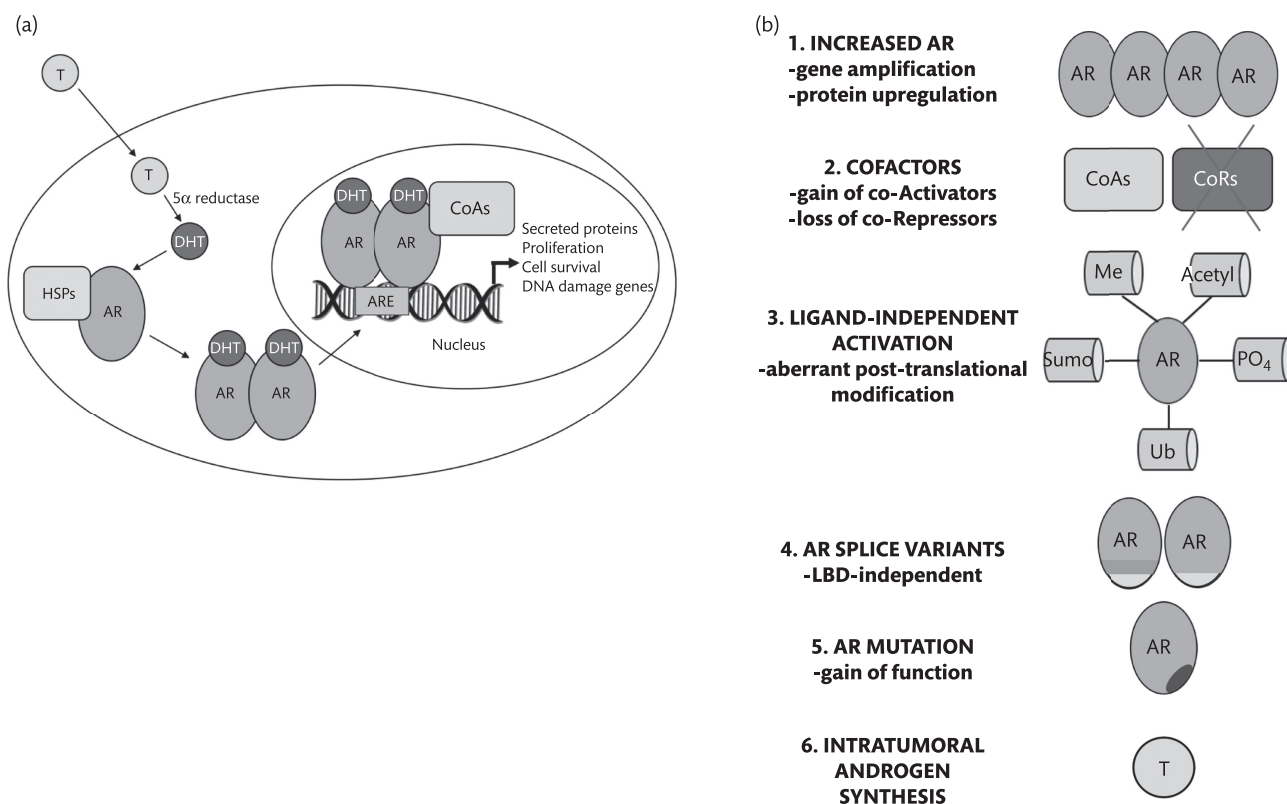 (a)
T
T
5α reductase
DHT
HSPs
AR
DHT DHT
AR AR
DHT DHT
CoAs
AR AR
ARE
Secreted proteins
Proliferation
Cell survival
DNA damage genes
Nucleus
(b)
1. INCREASED AR
-gene amplification
-protein upregulation
AR AR AR AR
2. COFACTORS
-gain of co-Activators
-loss of co-Repressors
CoAs CoRs
3. LIGAND-INDEPENDENT
ACTIVATION
-aberrant post-translational
modification
Me Acetyl
Sumo AR PO4
Ub
4. AR SPLICE VARIANTS
-LBD-independent
AR AR
5. AR MUTATION
-gain of function
AR
6. INTRATUMORAL
ANDROGEN
SYNTHESIS
T